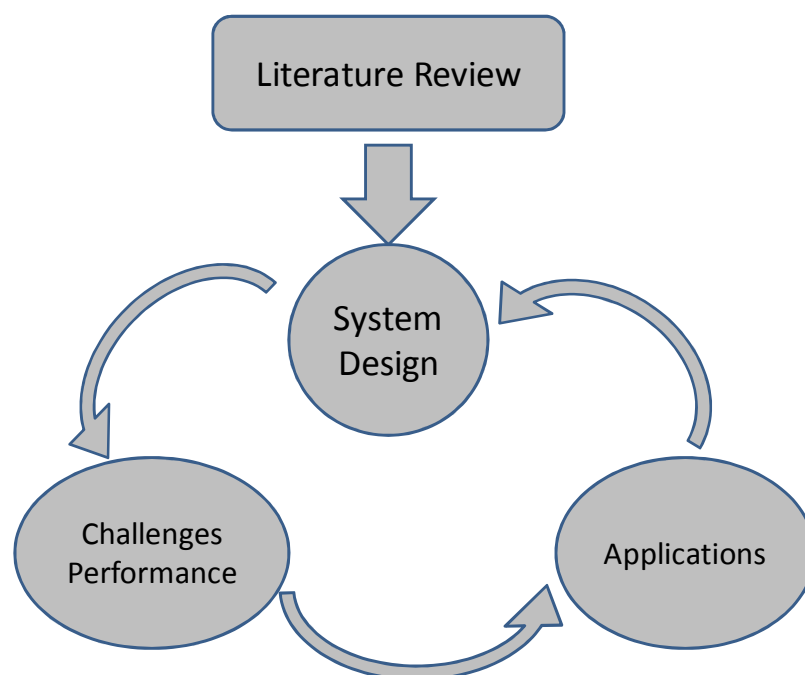 Literature Review
System
Design
Challenges
Performance
Applications